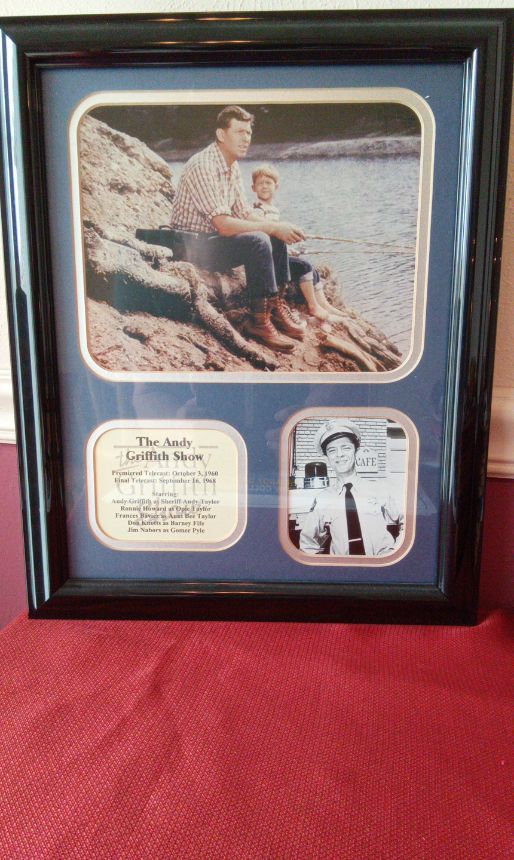 The Andy
Griffith Show
Premiered Telecast: October 3, 1960
Final Telecast: September 16, 1968
Starring:
Andy Griffith as Sheriff Andy Taylor
Ronny Howard as Opie Taylor
Frances Bavier as Aunt Bee Taylor
Don Knotts as Barney Fife
Jim Nabors as Gomer Pyle
CAFE